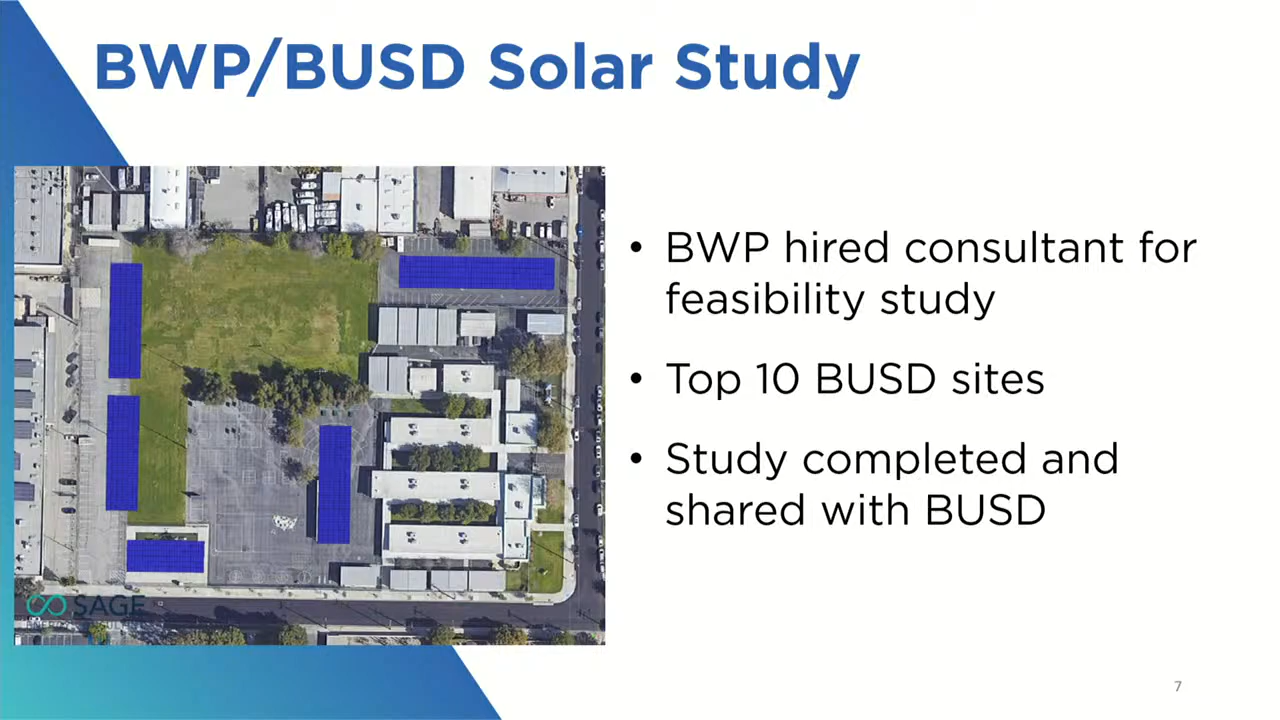 BWP/BUSD Solar Study
• BWP hired consultant for
feasibility study
• Top 10 BUSD sites
• Study completed and
shared with BUSD
SAGE
7